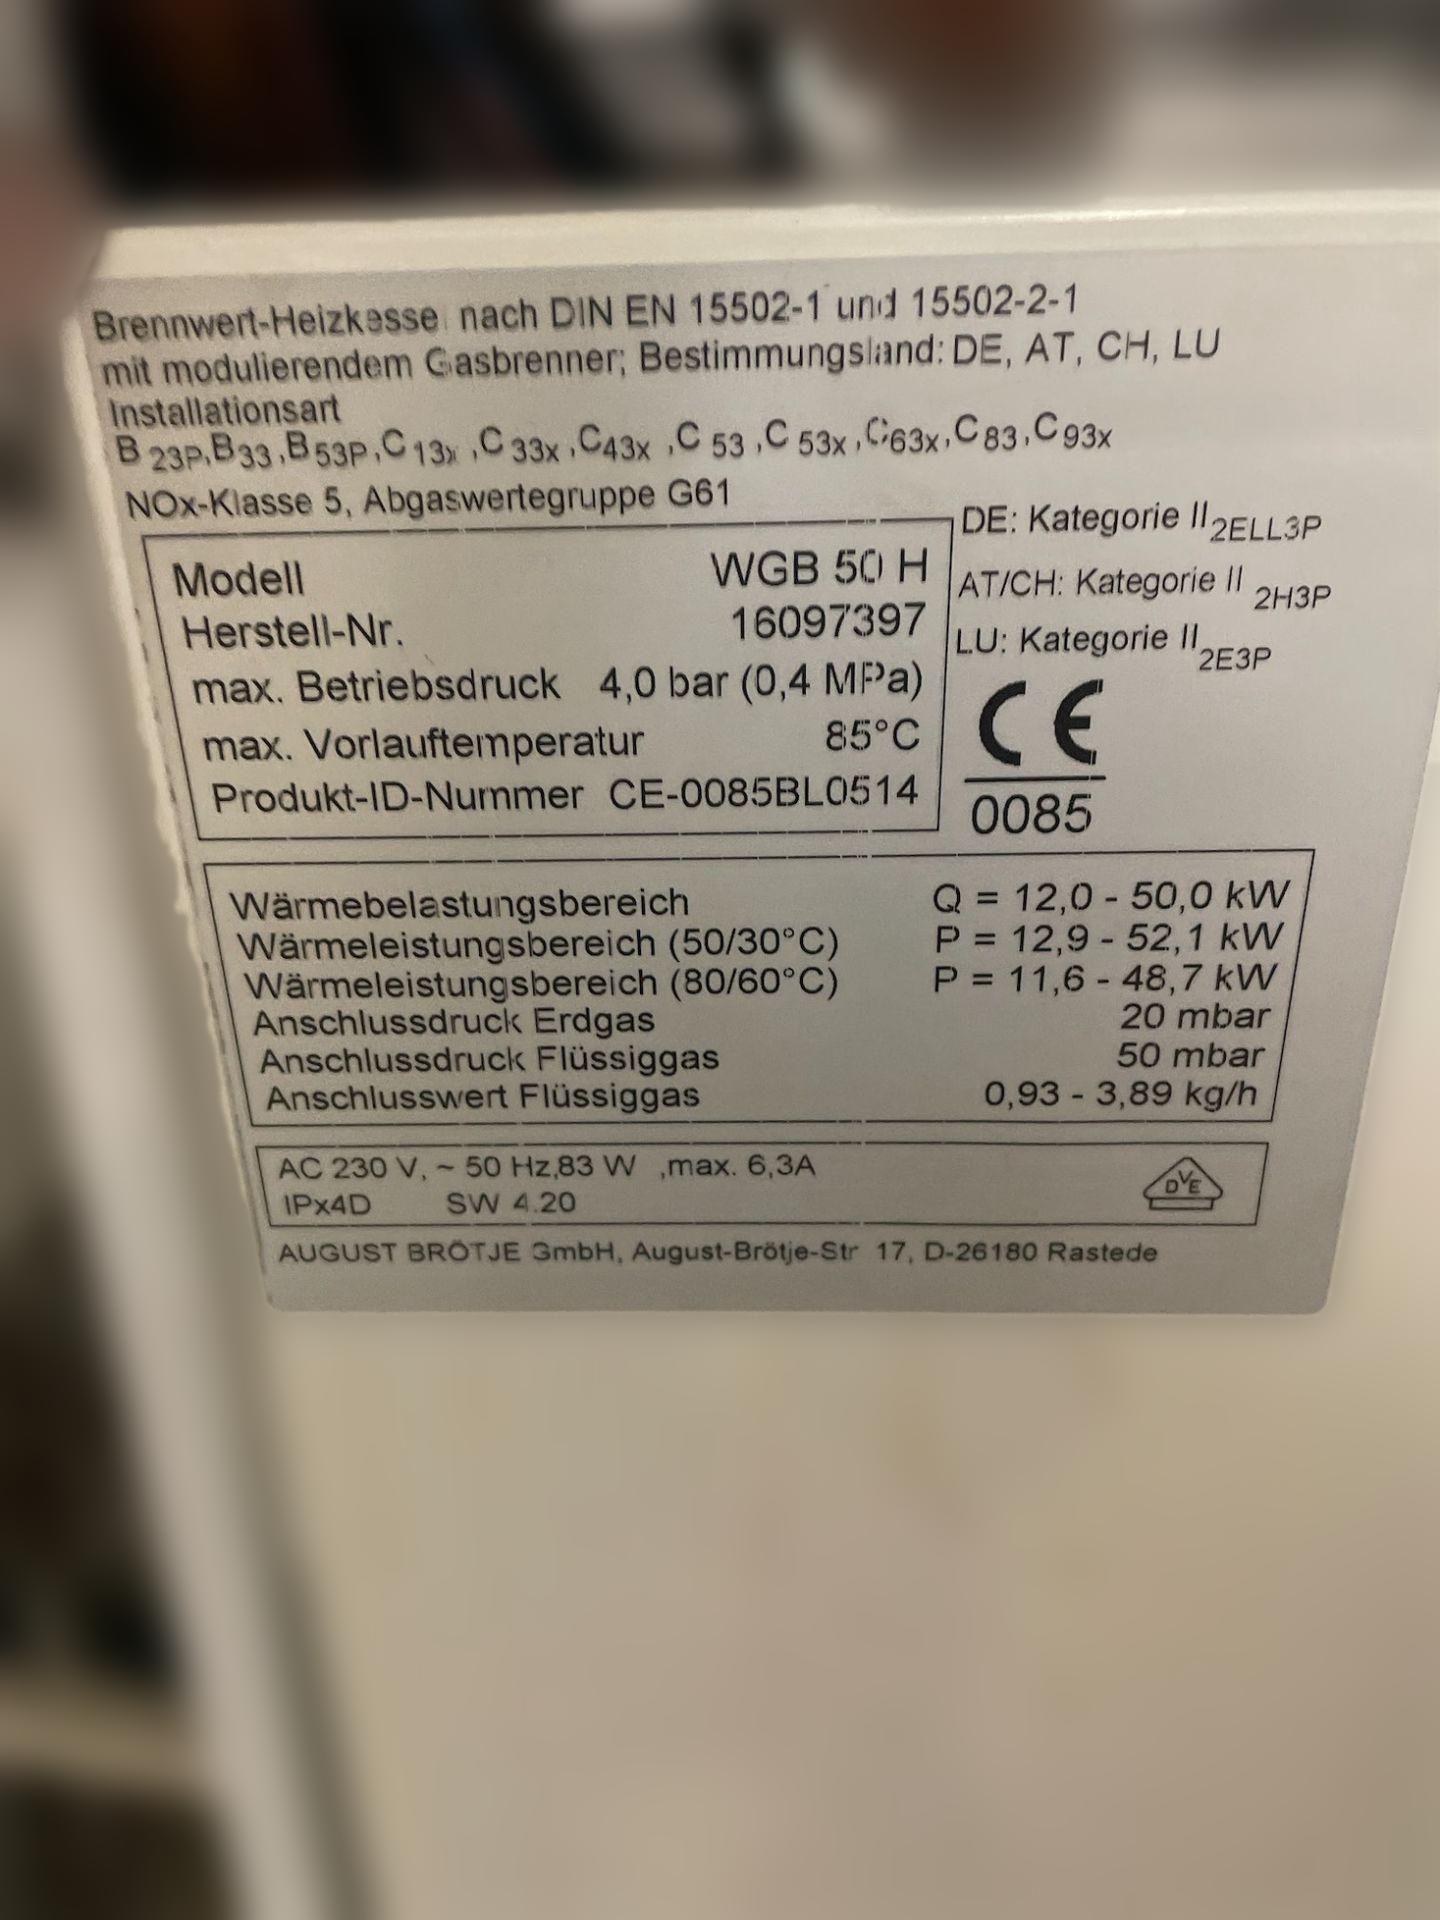 Brennwert-Heizkessel nach DIN EN 15502-1 und 15502-2-1
mit modulierendem Gasbrenner; Bestimmungsland: DE, AT, CH, LU
Installationsart
B 23P,B33,B53P,C13x,C33x,C43x,C53,C53x,C63x,C83,C93x
NOx-Klasse 5, Abgaswertegruppe G61
DE: Kategorie II2ELL3P
AT/CH: Kategorie II 2H3P
LU: Kategorie II2E3P
Modell WGB 50 H
Herstell-Nr. 16097397
max. Betriebsdruck 4,0 bar (0,4 MPa)
max. Vorlauftemperatur 85°C
Produkt-ID-Nummer CE-0085BL0514
CE
0085
Wärmebelastungsbereich Q = 12,0 - 50,0 kW
Wärmeleistungsbereich (50/30°C) P = 12,9 - 52,1 kW
Wärmeleistungsbereich (80/60°C) P = 11,6 - 48,7 kW
Anschlussdruck Erdgas 20 mbar
Anschlussdruck Flüssiggas 50 mbar
Anschlusswert Flüssiggas 0,93 - 3,89 kg/h
AC 230 V, ~ 50 Hz,83 W ,max. 6,3A
IPx4D SW 4.20
DVE
AUGUST BRÖTJE GmbH, August-Brötje-Str 17, D-26180 Rastede